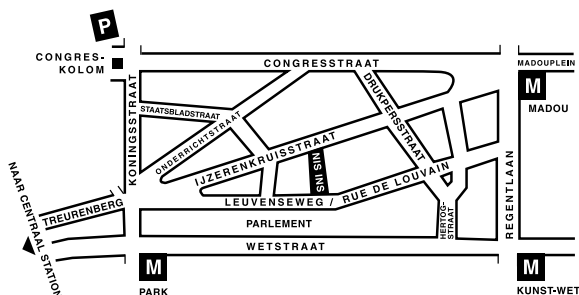 P
CONGRES-
KOLOM
CONGRESSTRAAT
MADOUPLEIN
M
MADOU
KONINGSSTRAAT
STAATSBLADSTRAAT
ONDERRICHTSTRAAT
DRUKPERSSTRAAT
IJZERENKRUISSTRAAT
NIS INS
LEUVENSEWEG / RUE DE LOUVAIN
REGENTLAAN
TREURENBERG
PARLEMENT
HERTOG-
STRAAT
NAAR CENTRAAL STATION
WETSTRAAT
M
PARK
M
KUNST-WET